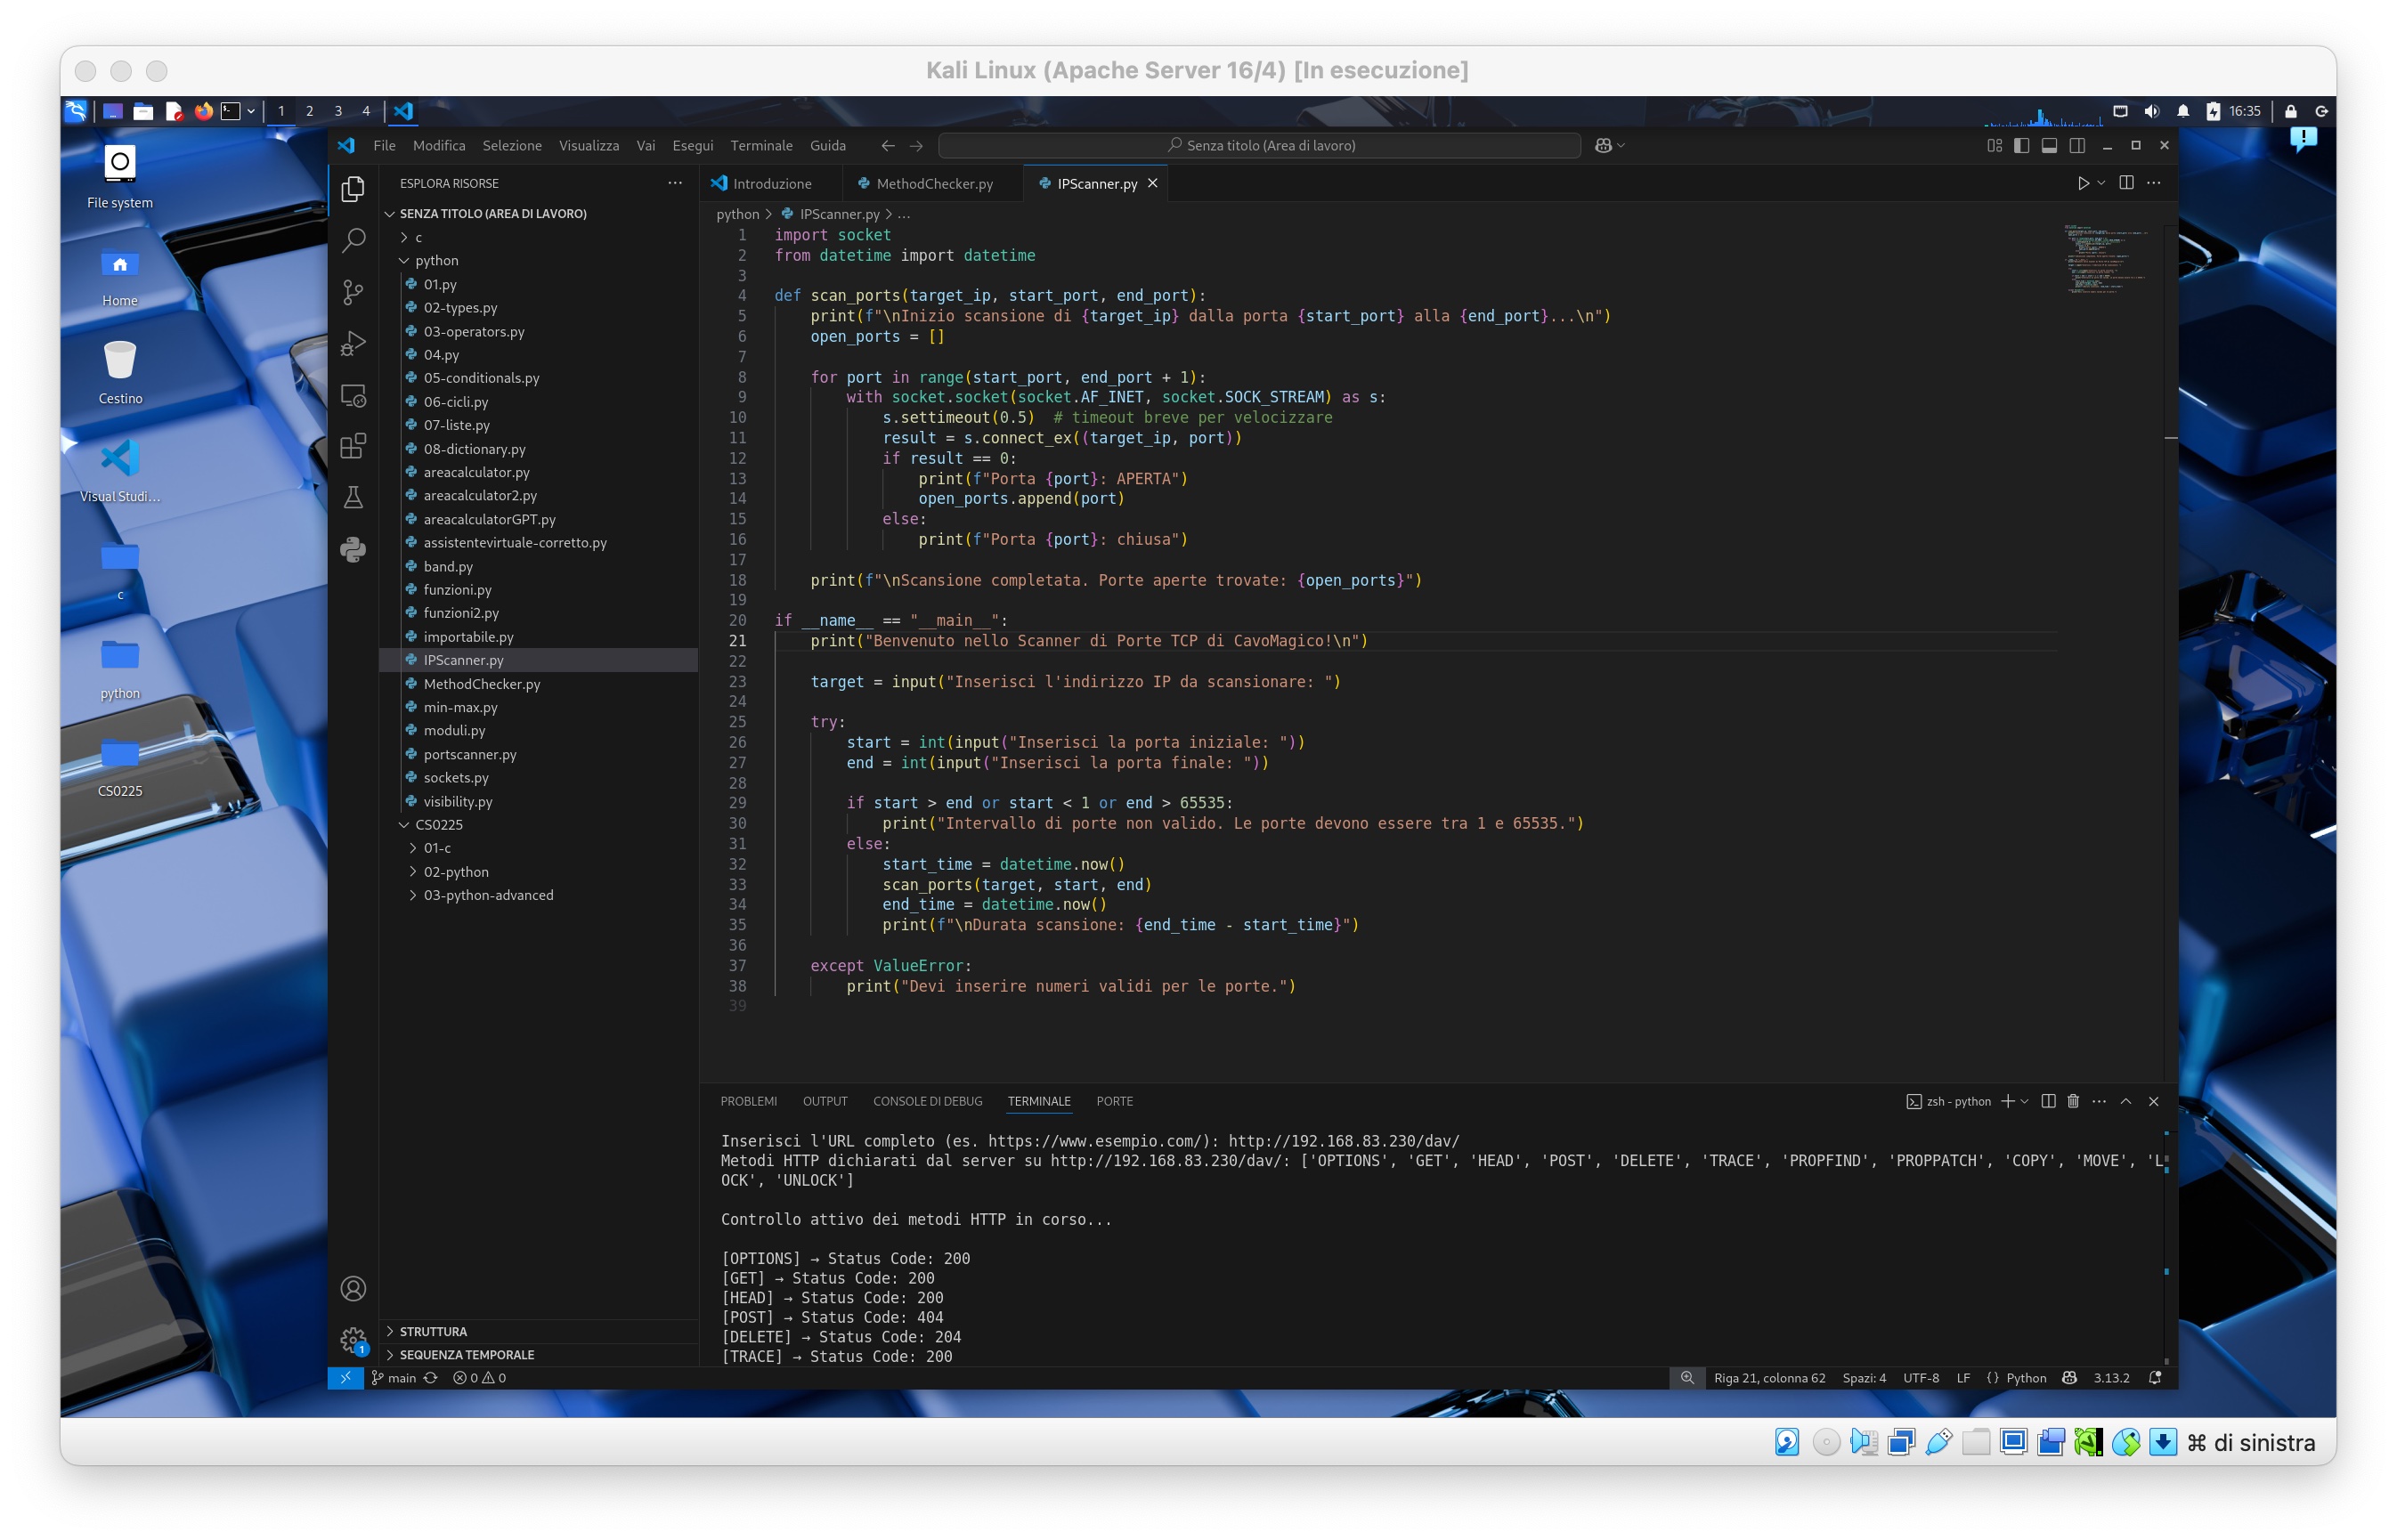 Kali Linux (Apache Server 16/4) [In esecuzione]
1 2 3 4
16:35
File system
Home
Cestino
Visual Studi...
c
python
CS0225
File Modifica Selezione Visualizza Vai Esegui Terminale Guida
Senza titolo (Area di lavoro)
ESPLORA RISORSE
SENZA TITOLO (AREA DI LAVORO)
c
python
01.py
02-types.py
03-operators.py
04.py
05-conditionals.py
06-cicli.py
07-liste.py
08-dictionary.py
areacalculator.py
areacalculator2.py
areacalculatorGPT.py
assistentevirtuale-corretto.py
band.py
funzioni.py
funzioni2.py
importabile.py
IPScanner.py
MethodChecker.py
min-max.py
moduli.py
portscanner.py
sockets.py
visibility.py
CS0225
01-c
02-python
03-python-advanced
STRUTTURA
SEQUENZA TEMPORALE
Introduzione MethodChecker.py IPScanner.py
python > IPScanner.py > ...
1 import socket
2 from datetime import datetime
3
4 def scan_ports(target_ip, start_port, end_port):
5     print(f"\nInizio scansione di {target_ip} dalla porta {start_port} alla {end_port}...\n")
6     open_ports = []
7
8     for port in range(start_port, end_port + 1):
9         with socket.socket(socket.AF_INET, socket.SOCK_STREAM) as s:
10             s.settimeout(0.5)  # timeout breve per velocizzare
11             result = s.connect_ex((target_ip, port))
12             if result == 0:
13                 print(f"Porta {port}: APERTA")
14                 open_ports.append(port)
15             else:
16                 print(f"Porta {port}: chiusa")
17
18     print(f"\nScansione completata. Porte aperte trovate: {open_ports}")
19
20 if __name__ == "__main__":
21     print("Benvenuto nello Scanner di Porte TCP di CavoMagico!\n")
22
23     target = input("Inserisci l'indirizzo IP da scansionare: ")
24
25     try:
26         start = int(input("Inserisci la porta iniziale: "))
27         end = int(input("Inserisci la porta finale: "))
28
29         if start > end or start < 1 or end > 65535:
30             print("Intervallo di porte non valido. Le porte devono essere tra 1 e 65535.")
31         else:
32             start_time = datetime.now()
33             scan_ports(target, start, end)
34             end_time = datetime.now()
35             print(f"\nDurata scansione: {end_time - start_time}")
36
37     except ValueError:
38         print("Devi inserire numeri validi per le porte.")
39
PROBLEMI OUTPUT CONSOLE DI DEBUG TERMINALE PORTE
zsh - python
Inserisci l'URL completo (es. https://www.esempio.com/): http://192.168.83.230/dav/
Metodi HTTP dichiarati dal server su http://192.168.83.230/dav/: ['OPTIONS', 'GET', 'HEAD', 'POST', 'DELETE', 'TRACE', 'PROPFIND', 'PROPPATCH', 'COPY', 'MOVE', 'L
OCK', 'UNLOCK']
Controllo attivo dei metodi HTTP in corso...
[OPTIONS] → Status Code: 200
[GET] → Status Code: 200
[HEAD] → Status Code: 200
[POST] → Status Code: 404
[DELETE] → Status Code: 204
[TRACE] → Status Code: 200
1
main 0 0
Riga 21, colonna 62 Spazi: 4 UTF-8 LF {} Python 3.13.2
⌘ di sinistra